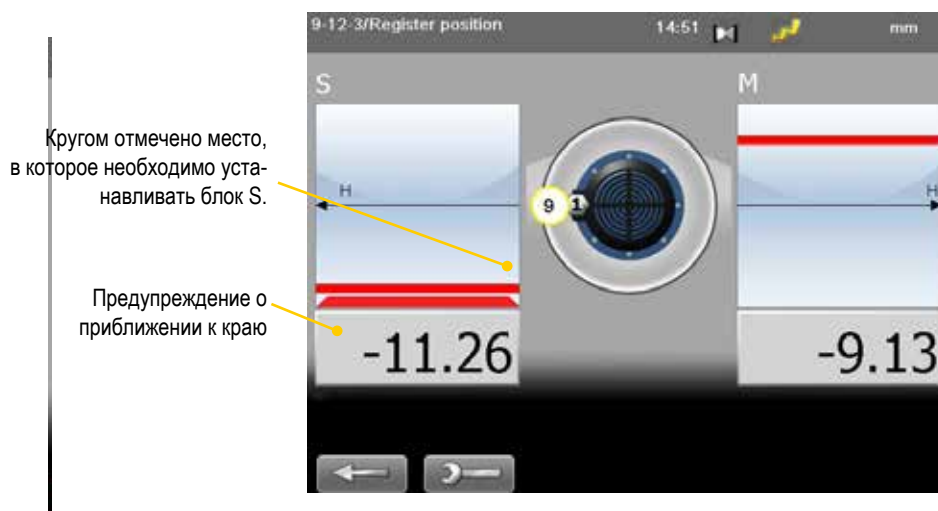 9-12-3/Register position 14:51 mm
S M
Кругом отмечено место,
в которое необходимо уста-
навливать блок S.
H 9 1 H
Предупреждение о
приближении к краю
-11.26 -9.13